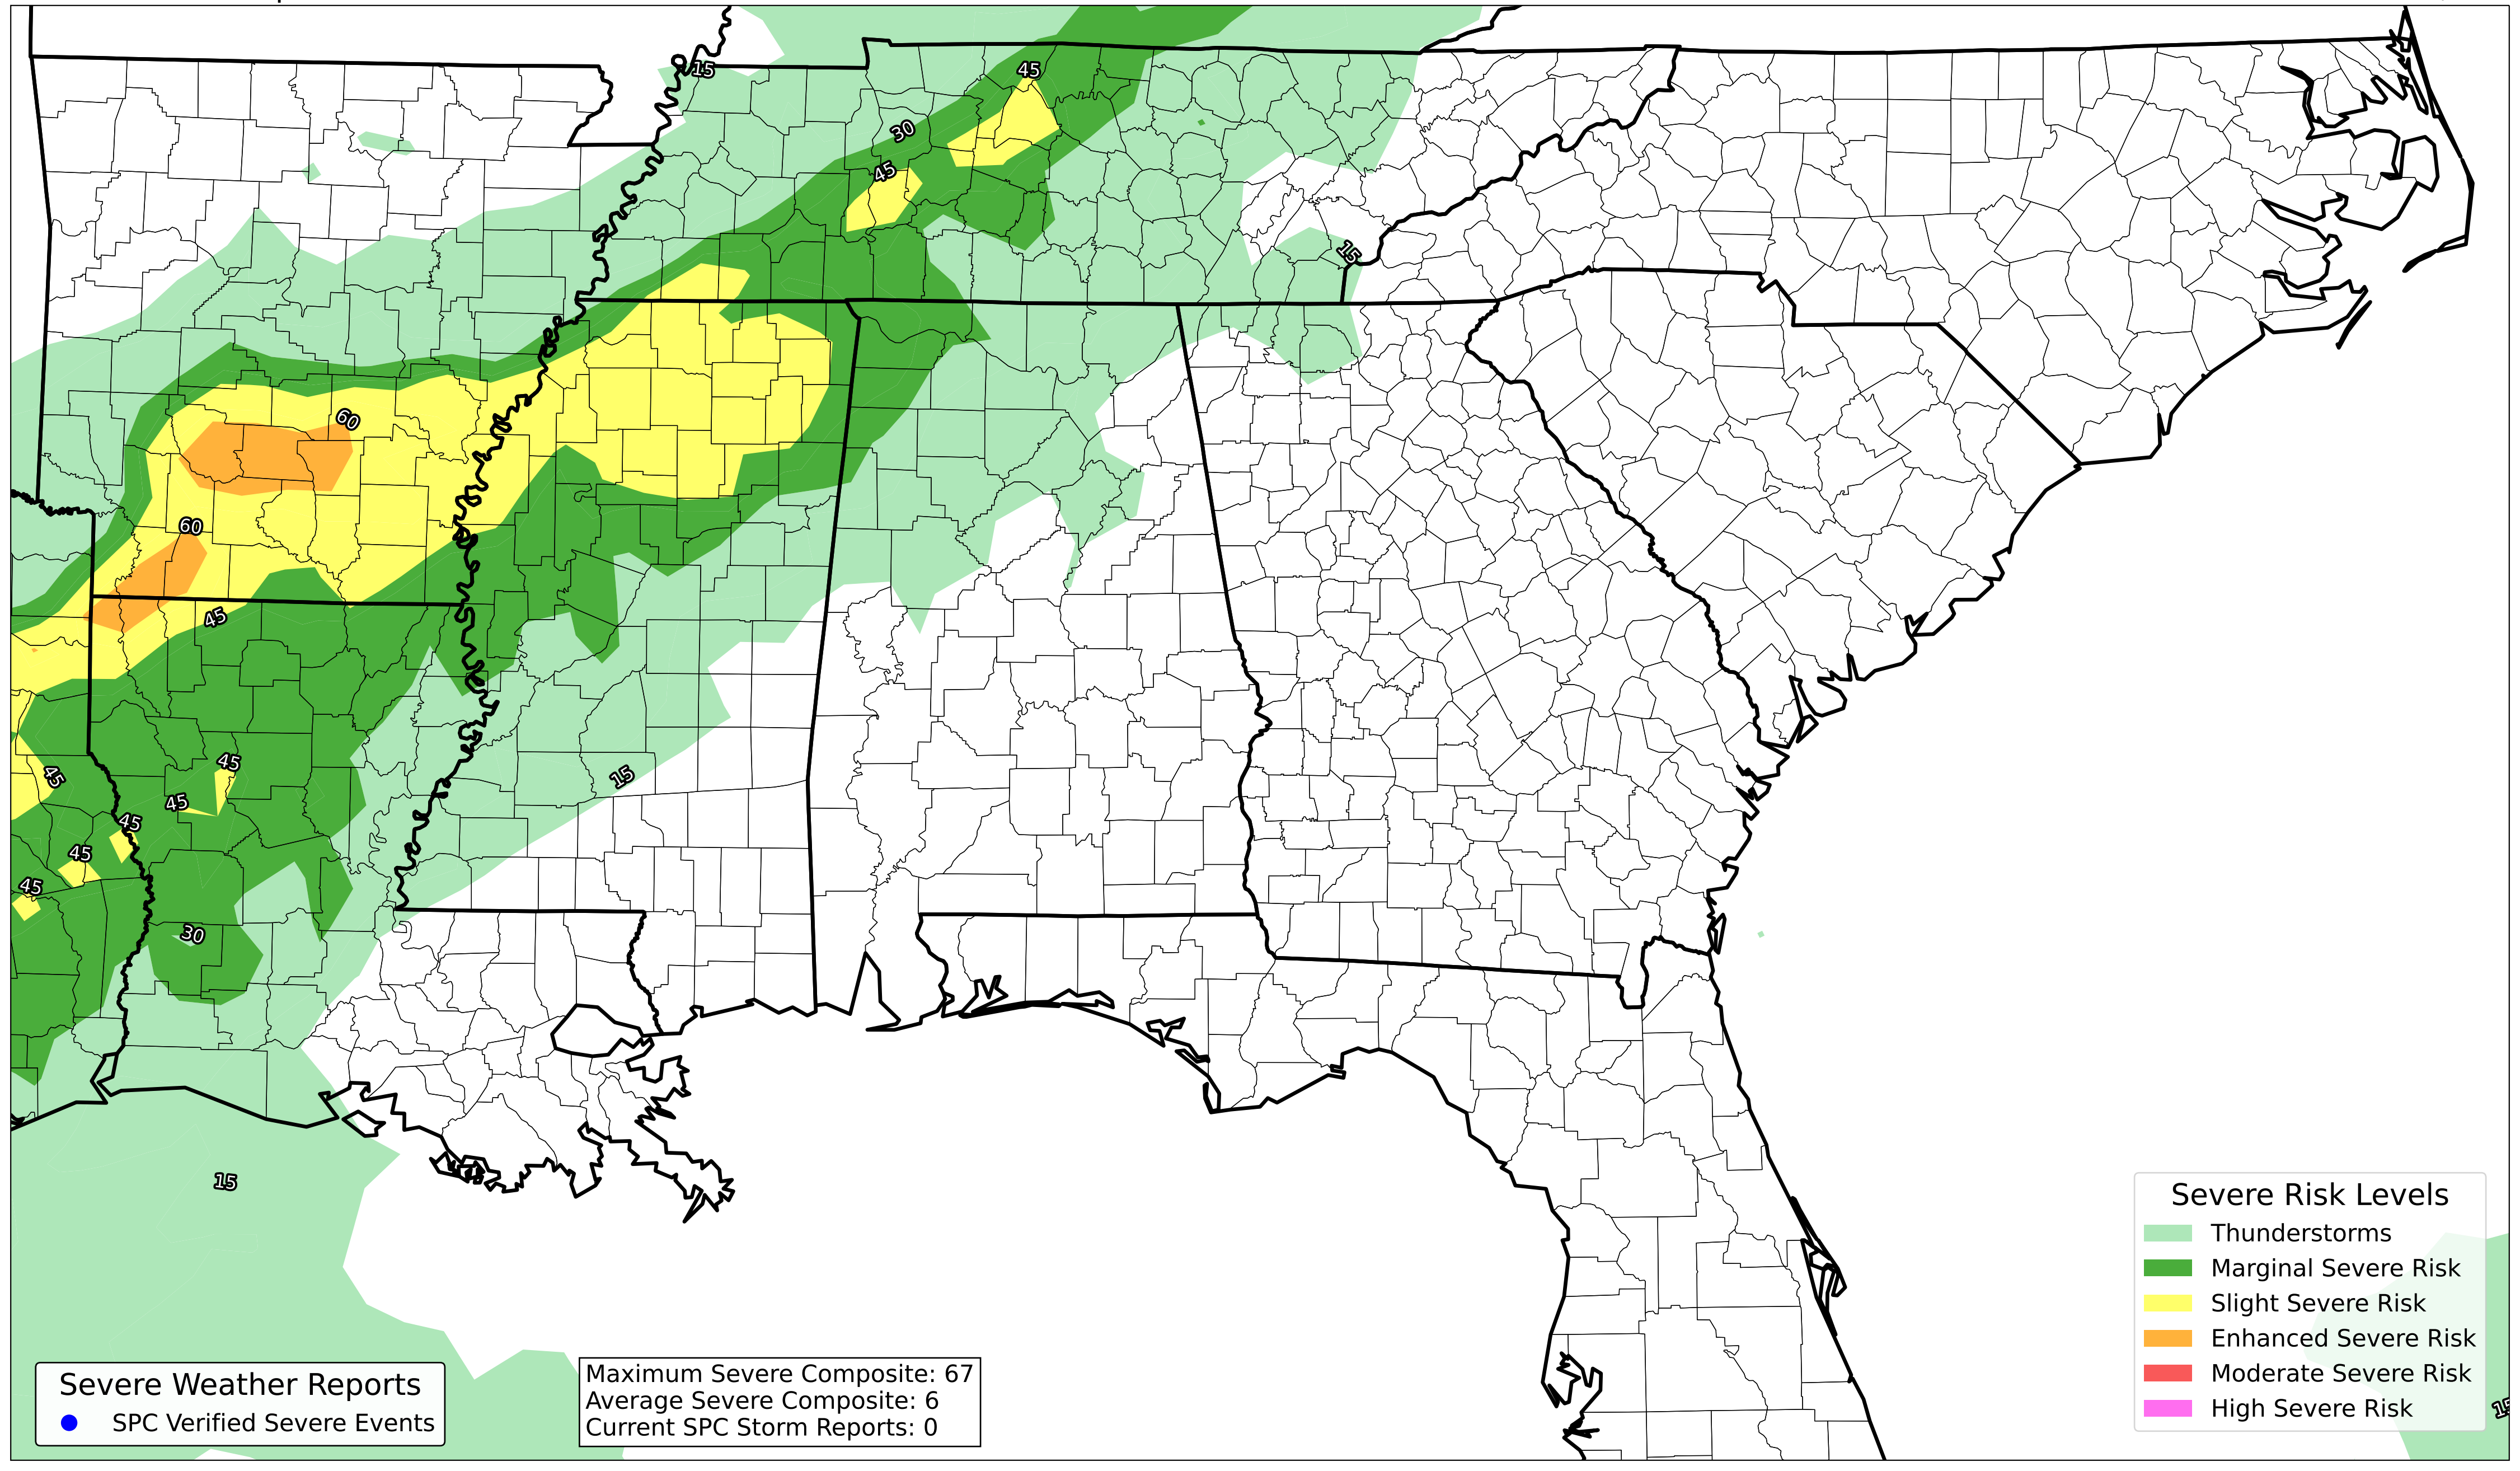 15
45
30
45
15
60
60
45
45
45
45
45
45
45
30
15
15
15
Severe Risk Levels
Thunderstorms
Marginal Severe Risk
Slight Severe Risk
Enhanced Severe Risk
Moderate Severe Risk
High Severe Risk
Severe Weather Reports
SPC Verified Severe Events
Maximum Severe Composite: 67
Average Severe Composite: 6
Current SPC Storm Reports: 0